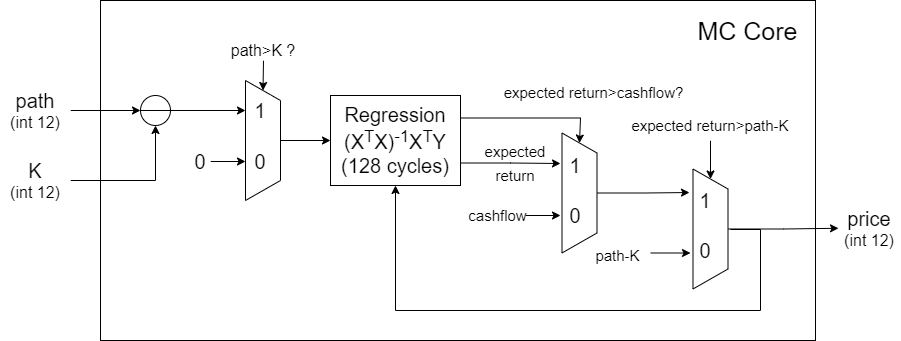 MC Core
path>K ?
path
(int 12)
1
K
(int 12)
0
0
Regression
(XᵀX)⁻¹XᵀY
(128 cycles)
expected return>cashflow?
expected
return
1
cashflow
0
expected return>path-K
1
path-K
0
price
(int 12)